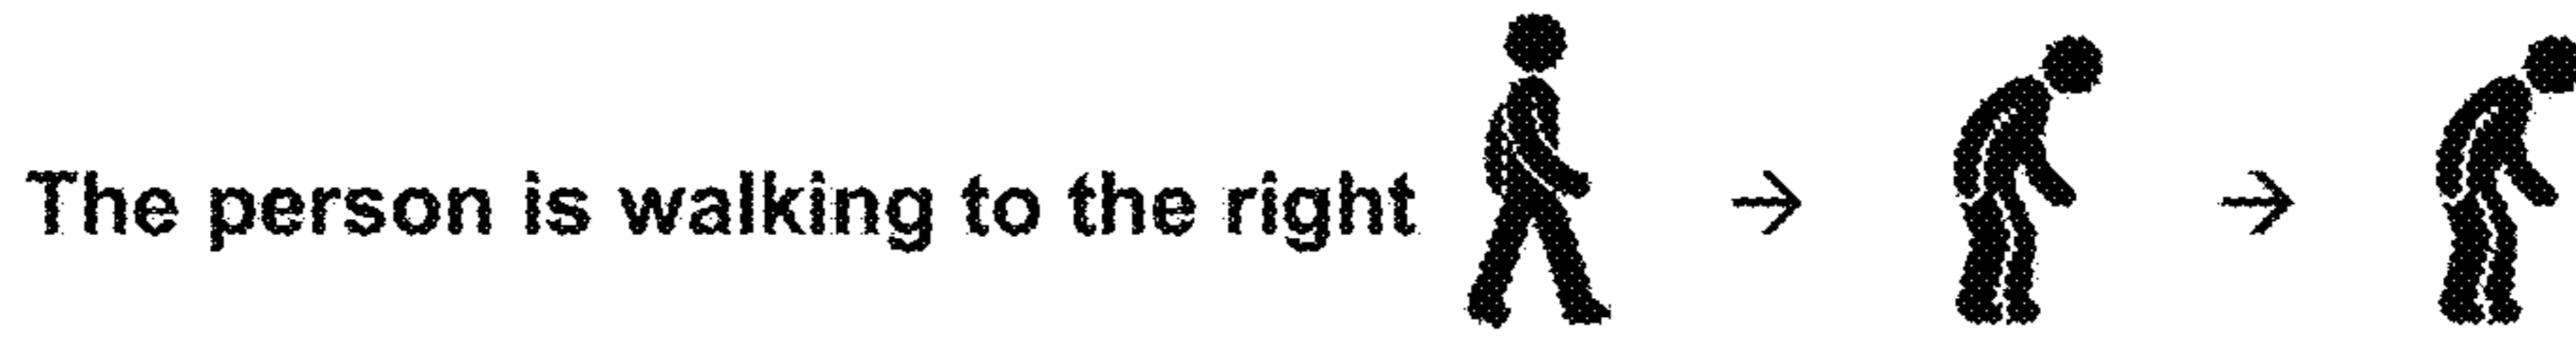 The person is walking to the right → →